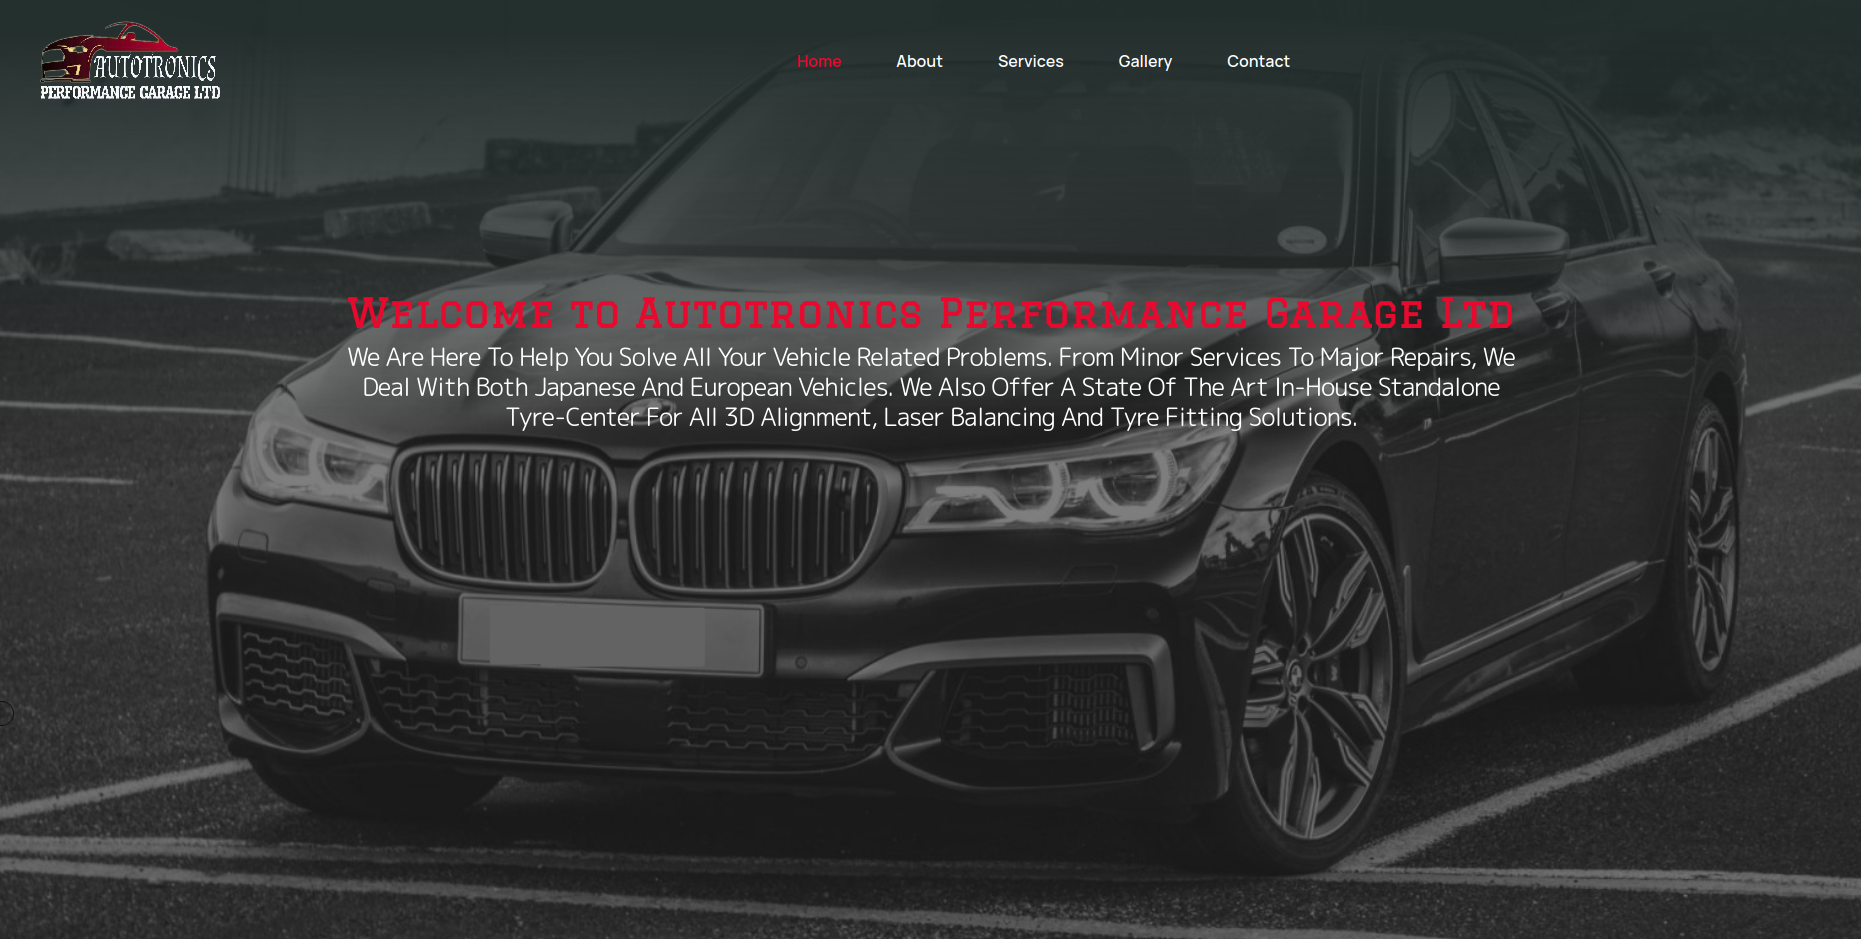 AUTOTRONICS
PERFORMANCE GARAGE LTD
Home
About
Services
Gallery
Contact
Welcome to Autotronics Performance Garage Ltd
We Are Here To Help You Solve All Your Vehicle Related Problems. From Minor Services To Major Repairs, We
Deal With Both Japanese And European Vehicles. We Also Offer A State Of The Art In-House Standalone
Tyre-Center For All 3D Alignment, Laser Balancing And Tyre Fitting Solutions.